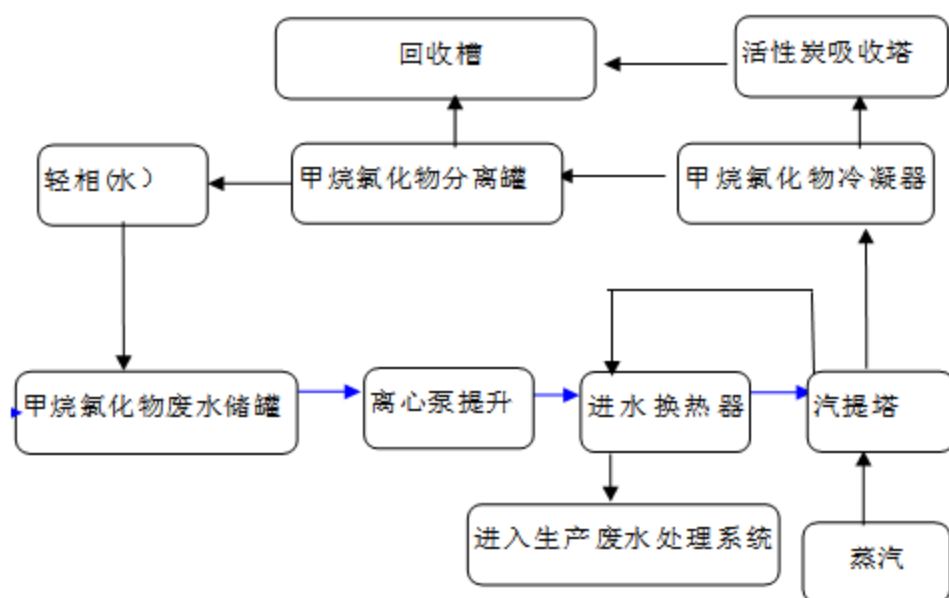 回收槽
活性炭吸收塔
轻相(水）
甲烷氯化物分离罐
甲烷氯化物冷凝器
甲烷氯化物废水储罐
离心泵提升
进水换热器
汽提塔
进入生产废水处理系统
蒸汽